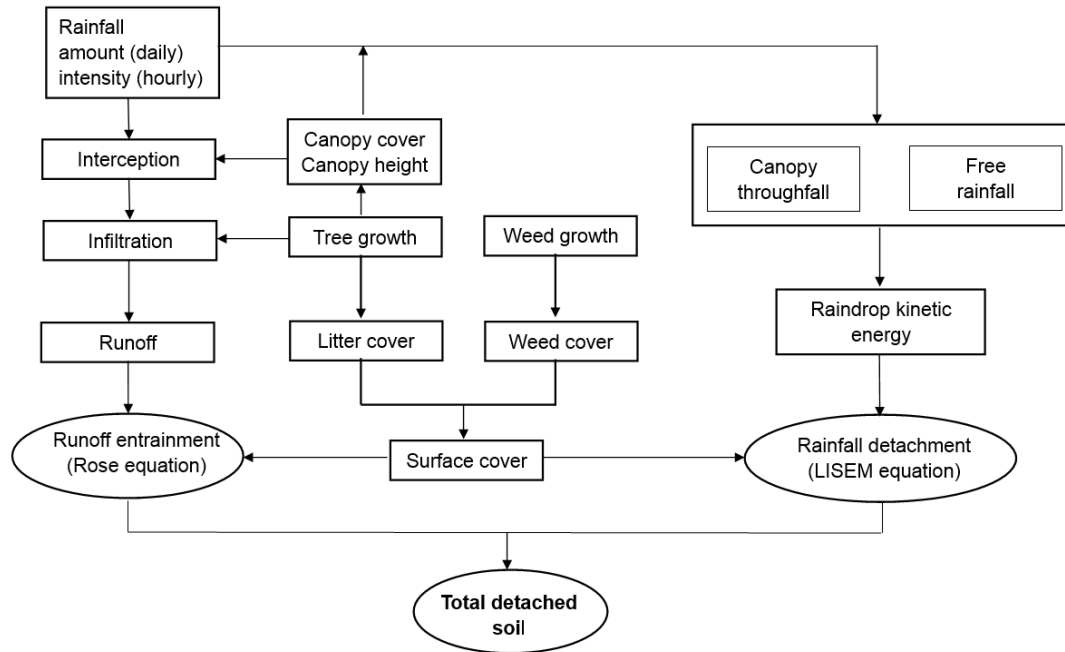 Rainfall
amount (daily)
intensity (hourly)
Canopy cover
Canopy height
Interception
Canopy
throughfall
Free
rainfall
Infiltration
Tree growth
Weed growth
Raindrop kinetic
energy
Runoff
Litter cover
Weed cover
Runoff entrainment
(Rose equation)
Surface cover
Rainfall detachment
(LISEM equation)
Total detached
soil